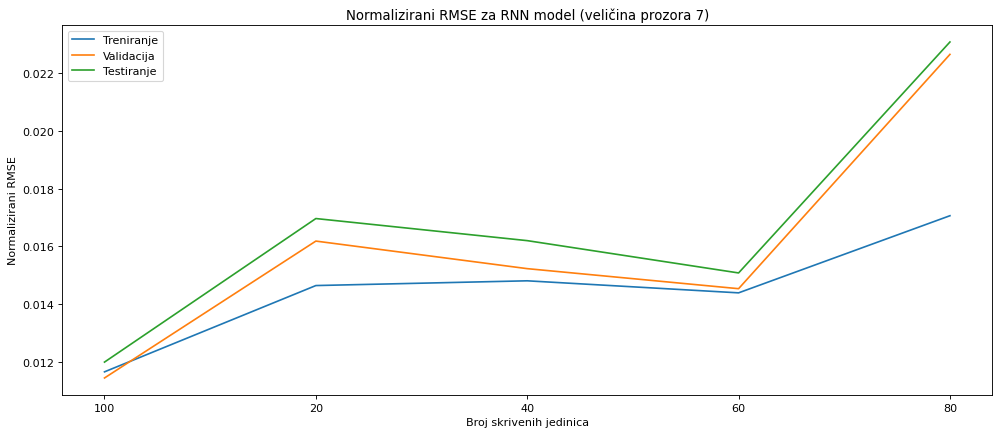 Normalizirani RMSE za RNN model (veličina prozora 7)
Treniranje
Validacija
Testiranje
0.022
0.020
0.018
0.016
0.014
0.012
Normalizirani RMSE
100 20 40 60 80
Broj skrivenih jedinica